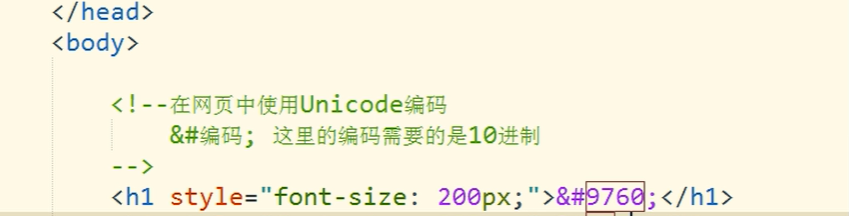 </head>
<body>
<!--在网页中使用Unicode编码
&#编码; 这里的编码需要的是10进制
-->
<h1 style="font-size: 200px;">&#9760;</h1>